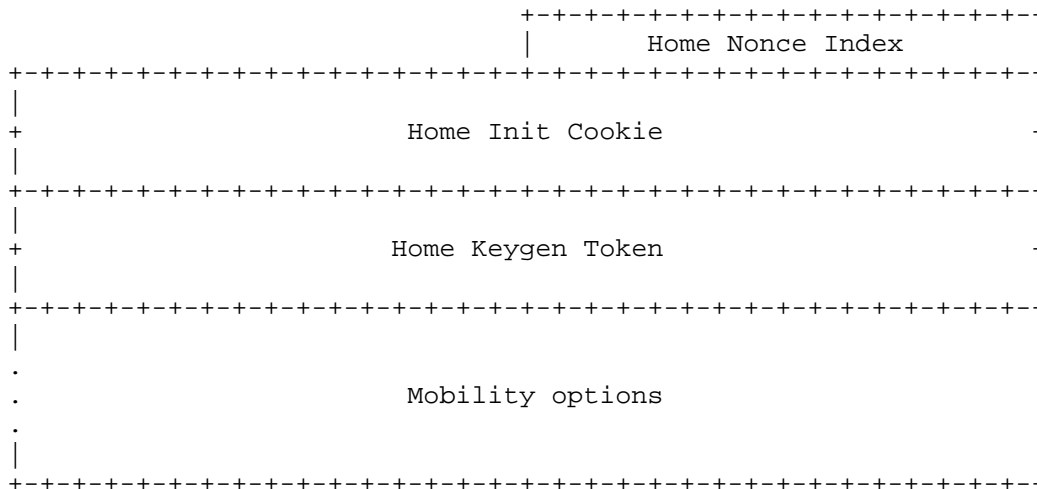 Home Nonce Index
Home Init Cookie
Home Keygen Token
Mobility options